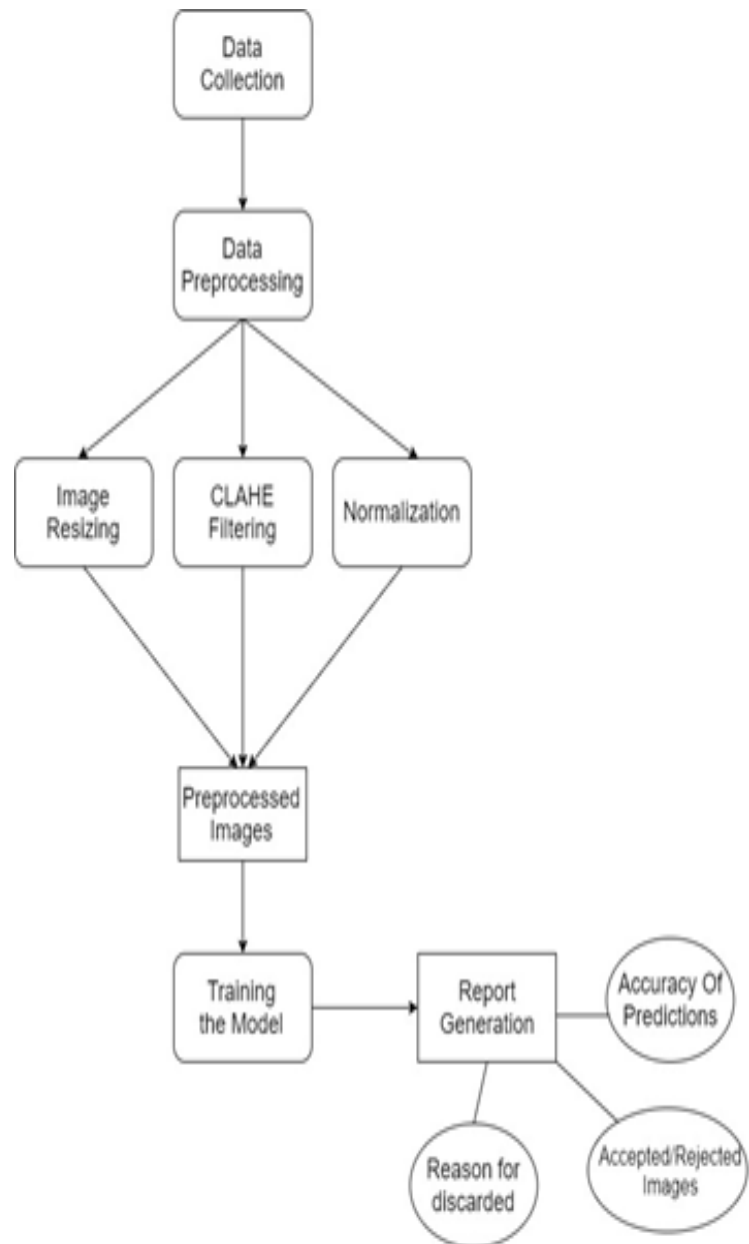 Data
Collection
Data
Preprocessing
Image
Resizing
CLAHE
Filtering
Normalization
Preprocessed
Images
Training
the Model
Report
Generation
Accuracy Of
Predictions
Reason for
discarded
Accepted/Rejected
Images